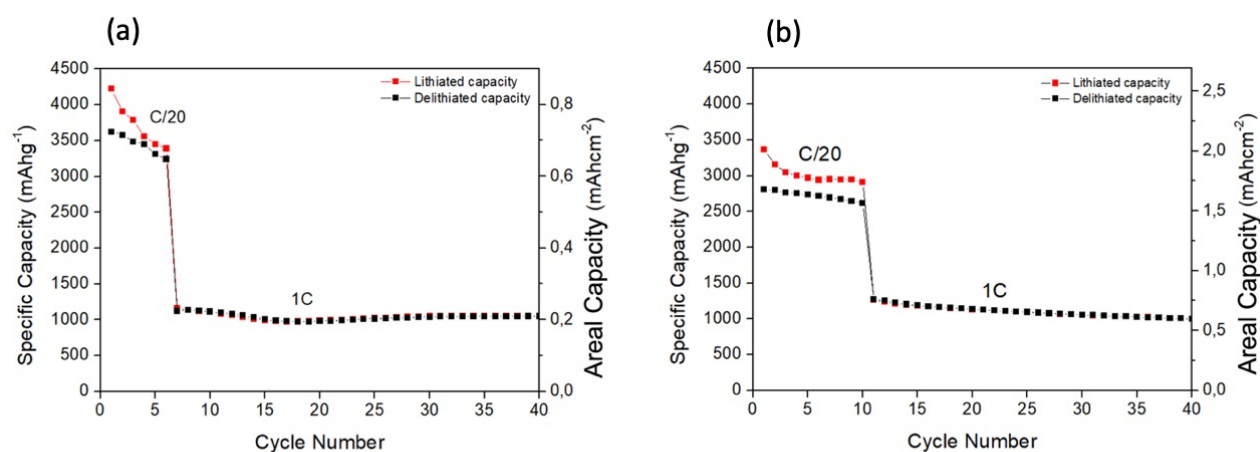 (a)
4500
4000
3500
3000
2500
2000
1500
1000
500
0
Specific Capacity (mAhg⁻¹)
0 5 10 15 20 25 30 35 40
Cycle Number
0,8
0,6
0,4
0,2
0,0
Areal Capacity (mAhcm⁻²)
Lithiated capacity
Delithiated capacity
C/20
1C
(b)
4500
4000
3500
3000
2500
2000
1500
1000
500
0
Specific Capacity (mAhg⁻¹)
0 5 10 15 20 25 30 35 40
Cycle Number
2,5
2,0
1,5
1,0
0,5
0,0
Areal Capacity (mAhcm⁻²)
Lithiated capacity
Delithiated capacity
C/20
1C